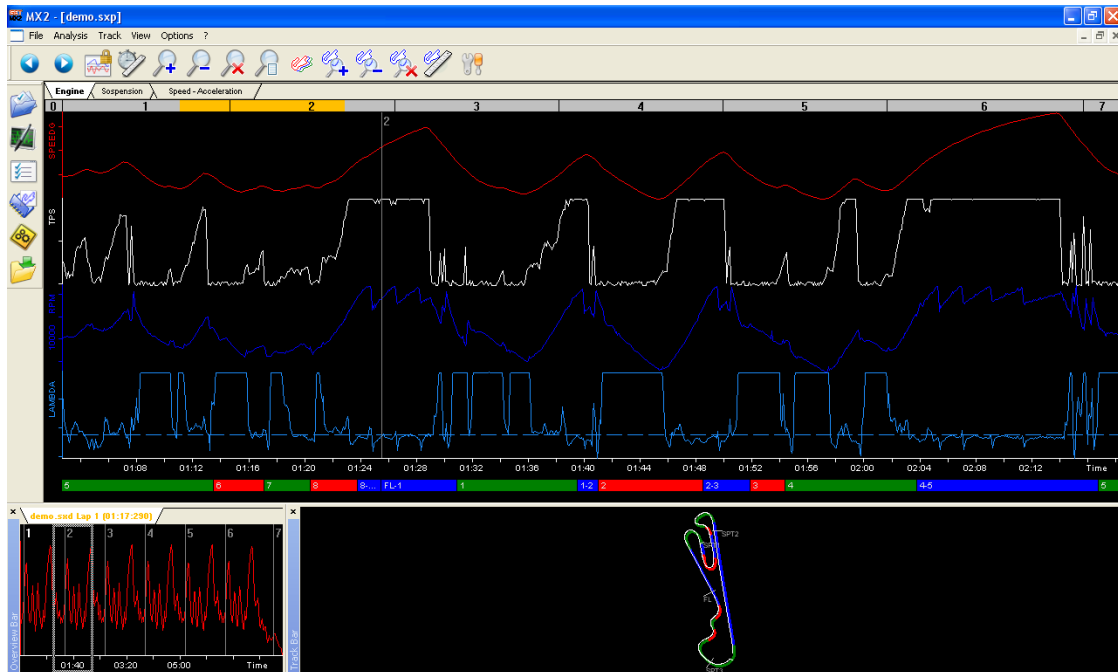 MX2 - [demo.sxp]
File Analysis Track View Options ?
Engine Sospension Speed - Acceleration
0 1 2 3 4 5 6 7
2
SPEEDG
TPS
10000 RPM
LAMBDA
01:08 01:12 01:16 01:20 01:24 01:28 01:32 01:36 01:40 01:44 01:48 01:52 01:56 02:00 02:04 02:08 02:12 Time
5 6 7 8 8-... FL-1 1 1-2 2 2-3 3 4 4-5 5
demo.sxd Lap 1 (01:17:290)
1 2 3 4 5 6 7
01:40 03:20 05:00 Time
Overview Bar
Track Bar
SPT2
FL